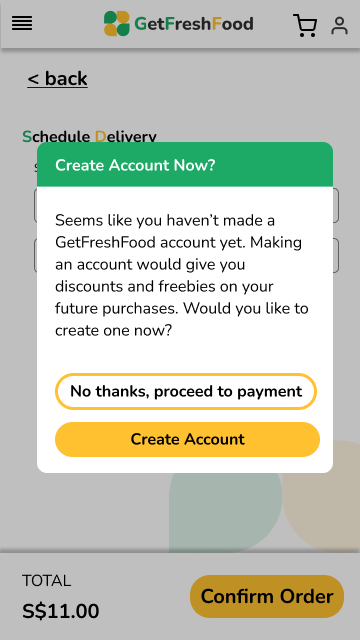 GetFreshFood
< back
Schedule Delivery
Create Account Now?
Seems like you haven’t made a
GetFreshFood account yet. Making
an account would give you
discounts and freebies on your
future purchases. Would you like to
create one now?
No thanks, proceed to payment
Create Account
TOTAL
S$11.00
Confirm Order